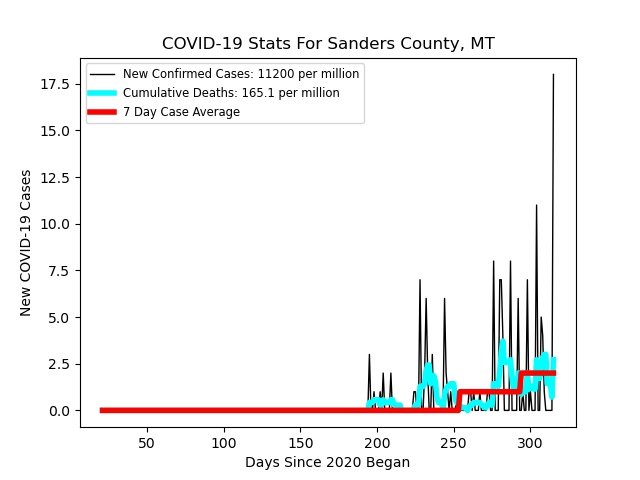 COVID-19 Stats For Sanders County, MT
New Confirmed Cases: 11200 per million
Cumulative Deaths: 165.1 per million
7 Day Case Average
New COVID-19 Cases
17.5
15.0
12.5
10.0
7.5
5.0
2.5
0.0
50 100 150 200 250 300
Days Since 2020 Began